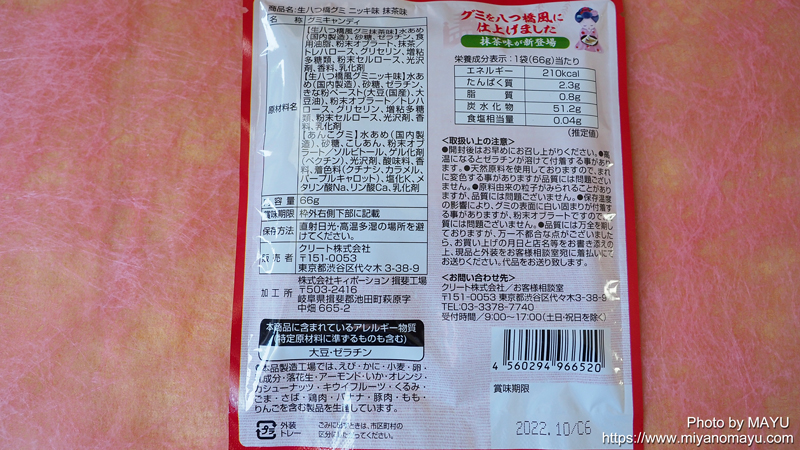 商品名:生八つ橋グミ ニッキ味 抹茶味
名称 グミキャンディ
原材料名
【生八つ橋風グミ抹茶味】水あめ
(国内製造)、砂糖、ゼラチン、食
用油脂、粉末オブラート、抹茶/
トレハロース、グリセリン、増粘
多糖類、粉末セルロース、光沢
剤、香料、乳化剤
【生八つ橋風グミニッキ味】水あ
め(国内製造)、砂糖、ゼラチン、
きな粉ペースト(大豆(国産)、大
豆油)、粉末オブラート/トレハ
ロース、グリセリン、増粘多糖
類、粉末セルロース、光沢剤、香
料、乳化剤
【あんこグミ】水あめ(国内製
造)、砂糖、こしあん、粉末オブ
ラート/ソルビトール、ゲル化剤
(ペクチン)、光沢剤、酸味料、香
料、着色料(クチナシ、カラメル、
パープルキャロット)、塩化K、メ
タリン酸Na、リン酸Ca、乳化剤
内容量 66g
賞味期限 枠外右側下部に記載
保存方法 直射日光・高温多湿の場所を避
けてください。
販売者 クリート株式会社
〒151-0053
東京都渋谷区代々木3-38-9
加工所 株式会社キィポーション 揖斐工場
〒503-2416
岐阜県揖斐郡池田町萩原字
中畑 665-2
本商品に含まれているアレルギー物質
(特定原材料に準ずるものも含む)
大豆・ゼラチン
●本品製造工場では、えび・かに・小麦・卵・
乳成分・落花生・アーモンド・いか・オレンジ・
カシューナッツ・キウイフルーツ・くるみ・
ごま・さば・鶏肉・バナナ・豚肉・もも・
りんごを含む製品を生産しています。
外装
トレー
プラ
ごみに出すときは、市区町村の
区分にしたがってください。
グミを八つ橋風に
仕上げました
抹茶味が新登場
栄養成分表示:1袋(66g)当たり
エネルギー 210kcal
たんぱく質 2.3g
脂質 0.8g
炭水化物 51.2g
食塩相当量 0.04g
(推定値)
<取扱い上の注意>
●開封後はお早めにお召し上がりください。●高
温になるとゼラチンが溶けて付着する事があり
ます。●天然原料を使用しておりますので、まれ
に変色する事がありますが品質には問題ござい
ません。●原料由来の粒子がみられることがあり
ますが、品質には問題ございません。●保存温度
の影響により、グミの表面に白い固まりが付着す
る事がありますが、粉末オブラートですので、品
質には問題ございません。●品質には万全を期し
ておりますが、万一不都合な点がございました
ら、お買い上げの月日と店名等をお書き添えの
上、現品と外装をお客様相談室宛に着払いにて
お送りください。代品をお送り致します。
<お問い合わせ先>
クリート株式会社/お客様相談室
〒151-0053 東京都渋谷区代々木3-38-9
TEL:03-3378-7740
受付時間/9:00〜17:00(土日・祝日を除く)
4 560294 966520
賞味期限
2022.10/C6
Photo by MAYU
https://www.miyanomayu.com/